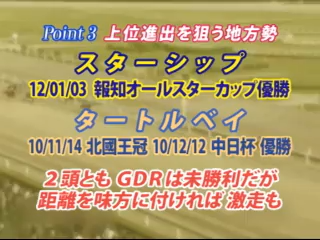 Point 3 上位進出を狙う地方勢
スターシップ
12/01/03 報知オールスターカップ優勝
タートルベイ
10/11/14 北國王冠 10/12/12 中日杯 優勝
２頭とも GDRは未勝利だが
距離を味方に付ければ 激走も